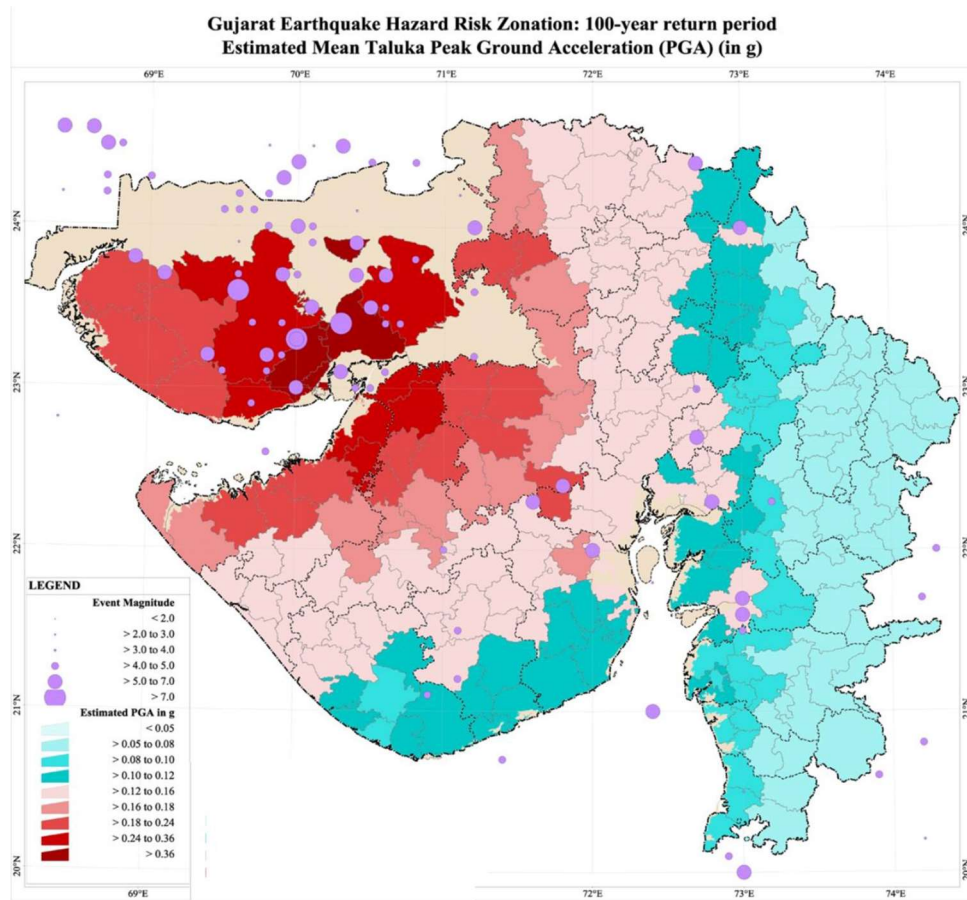 Gujarat Earthquake Hazard Risk Zonation: 100-year return period
Estimated Mean Taluka Peak Ground Acceleration (PGA) (in g)
69°E 70°E 71°E 72°E 73°E 74°E
24°N 24°N
23°N 23°N
22°N 22°N
21°N 21°N
20°N 20°N
LEGEND
Event Magnitude
< 2.0
> 2.0 to 3.0
> 3.0 to 4.0
> 4.0 to 5.0
> 5.0 to 7.0
> 7.0
Estimated PGA in g
< 0.05
> 0.05 to 0.08
> 0.08 to 0.10
> 0.10 to 0.12
> 0.12 to 0.16
> 0.16 to 0.18
> 0.18 to 0.24
> 0.24 to 0.36
> 0.36
69°E 72°E 73°E 74°E